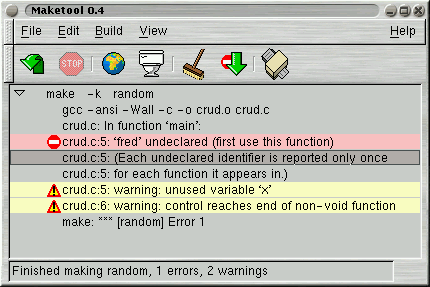 Maketool 0.4
File Edit Build View Help
STOP
make -k random
gcc -ansi -Wall -c -o crud.o crud.c
crud.c: In function ‘main’:
crud.c:5: ‘fred’ undeclared (first use this function)
crud.c:5: (Each undeclared identifier is reported only once
crud.c:5: for each function it appears in.)
crud.c:5: warning: unused variable ‘x’
crud.c:6: warning: control reaches end of non-void function
make: *** [random] Error 1
Finished making random, 1 errors, 2 warnings